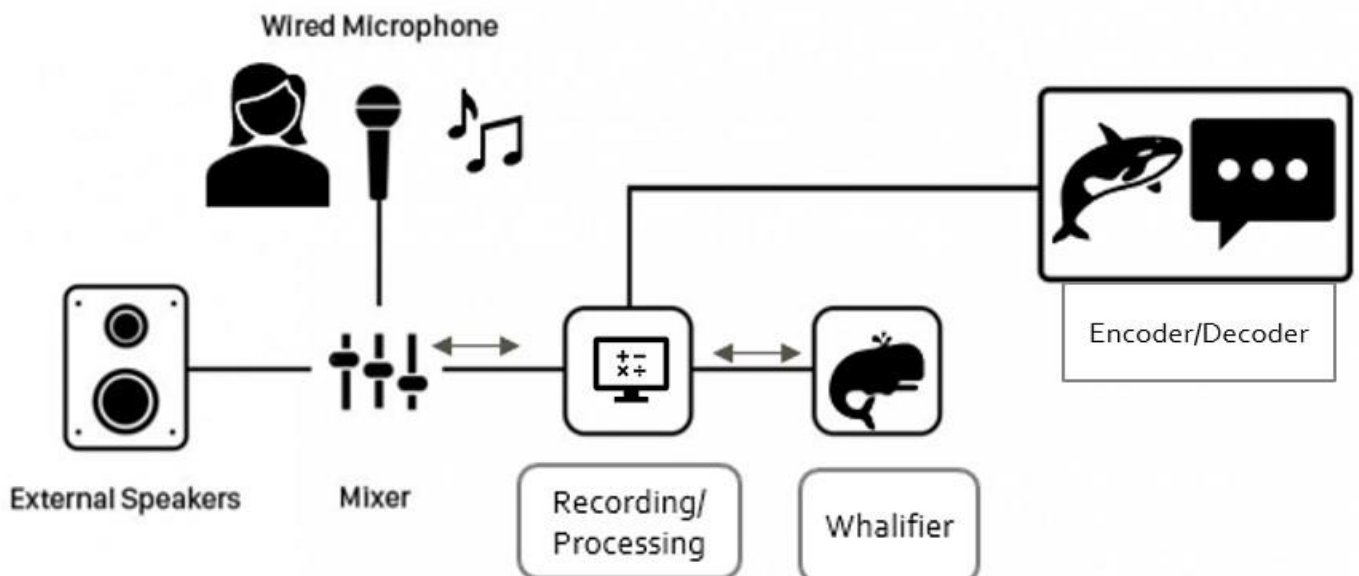 Wired Microphone
Encoder/Decoder
+ −
× ÷
External Speakers
Mixer
Recording/
Processing
Whalifier